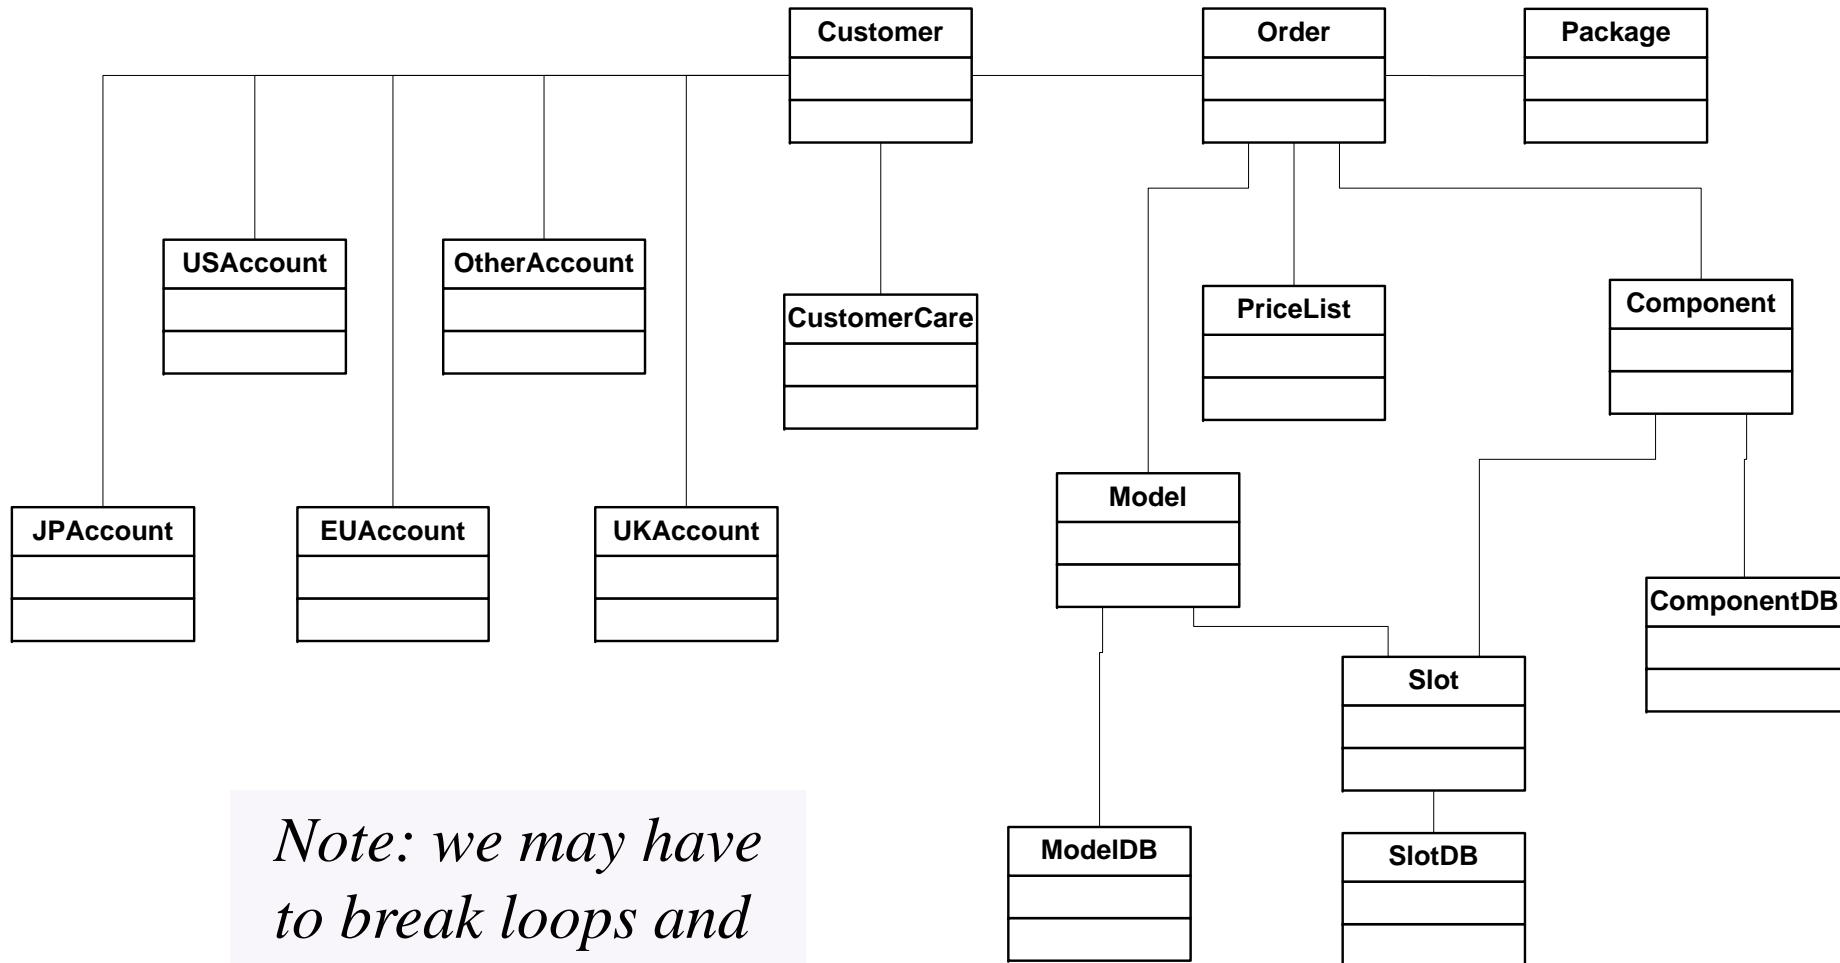 Customer
Order
Package
USAccount
OtherAccount
CustomerCare
PriceList
Component
JPAccount
EUAccount
UKAccount
Model
ComponentDB
Slot
ModelDB
SlotDB
Note: we may have
to break loops and